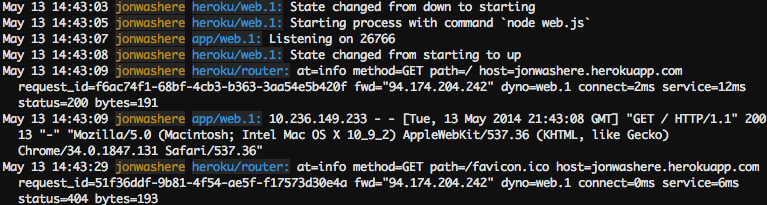 May 13 14:43:03 jonwashere heroku/web.1: State changed from down to starting
May 13 14:43:05 jonwashere heroku/web.1: Starting process with command `node web.js`
May 13 14:43:07 jonwashere app/web.1: Listening on 26766
May 13 14:43:08 jonwashere heroku/web.1: State changed from starting to up
May 13 14:43:09 jonwashere heroku/router: at=info method=GET path=/ host=jonwashere.herokuapp.com
request_id=f6ac74f1-68bf-4cb3-b363-3aa54e5b420f fwd="94.174.204.242" dyno=web.1 connect=2ms service=12ms
status=200 bytes=191
May 13 14:43:09 jonwashere app/web.1: 10.236.149.233 - - [Tue, 13 May 2014 21:43:08 GMT] "GET / HTTP/1.1" 200
13 "-" "Mozilla/5.0 (Macintosh; Intel Mac OS X 10_9_2) AppleWebKit/537.36 (KHTML, like Gecko)
Chrome/34.0.1847.131 Safari/537.36"
May 13 14:43:29 jonwashere heroku/router: at=info method=GET path=/favicon.ico host=jonwashere.herokuapp.com
request_id=51f36ddf-9b81-4f54-ae5f-f17573d30e4a fwd="94.174.204.242" dyno=web.1 connect=0ms service=6ms
status=404 bytes=193